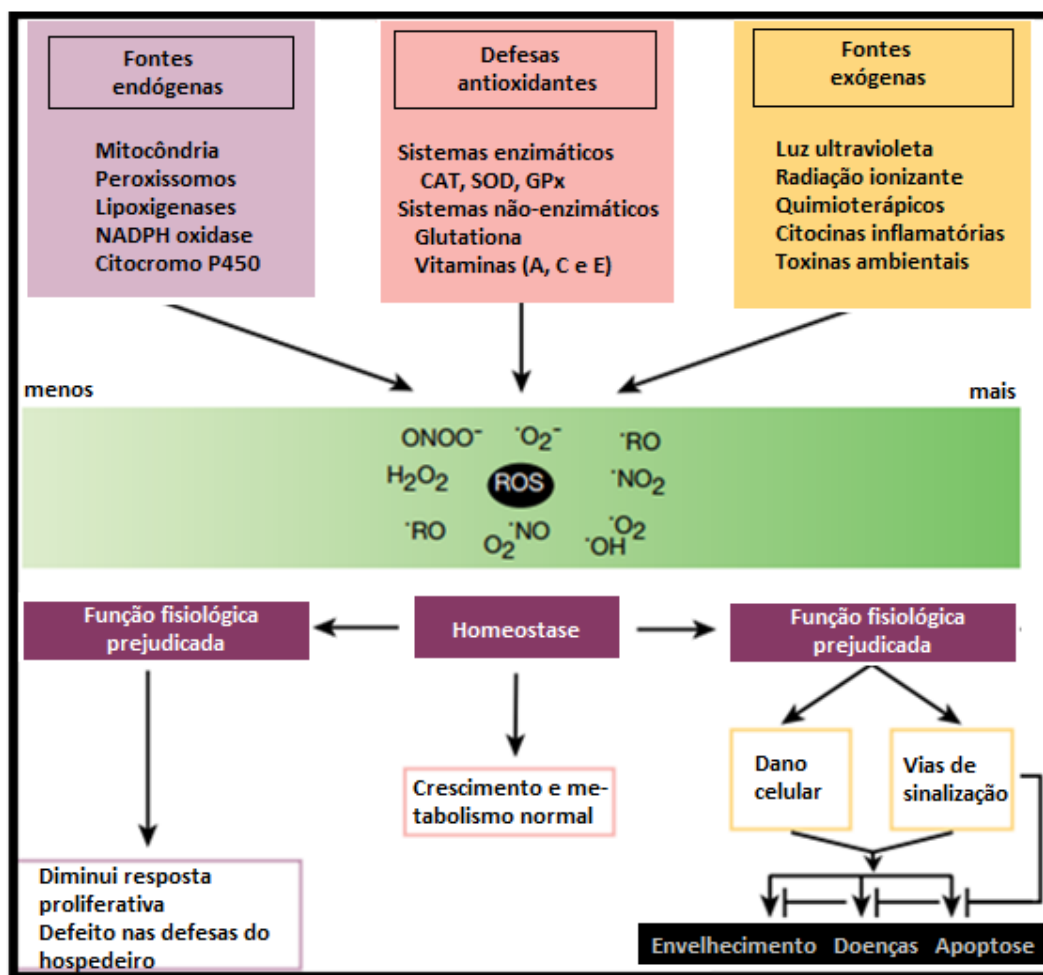 Fontes
endógenas
Mitocôndria
Peroxissomos
Lipoxigenases
NADPH oxidase
Citocromo P450
Defesas
antioxidantes
Sistemas enzimáticos
CAT, SOD, GPx
Sistemas não-enzimáticos
Glutationa
Vitaminas (A, C e E)
Fontes
exógenas
Luz ultravioleta
Radiação ionizante
Quimioterápicos
Citocinas inflamatórias
Toxinas ambientais
menos
mais
ONOO⁻ ˙O₂⁻ ˙RO
H₂O₂ ROS ˙NO₂
˙RO O₂˙NO ˙OH ˙O₂
Função fisiológica
prejudicada
Homeostase
Função fisiológica
prejudicada
Crescimento e me-
tabolismo normal
Dano
celular
Vias de
sinalização
Diminui resposta
proliferativa
Defeito nas defesas do
hospedeiro
Envelhecimento Doenças Apoptose